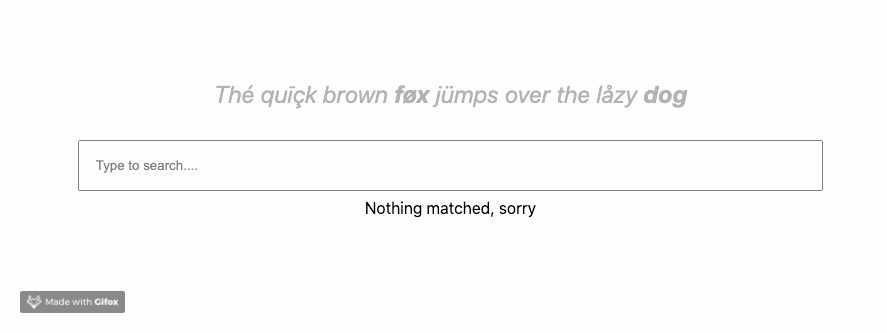 Thé quīçk brown føx jümps over the låzy dog
Type to search....
Nothing matched, sorry
Made with Gifox